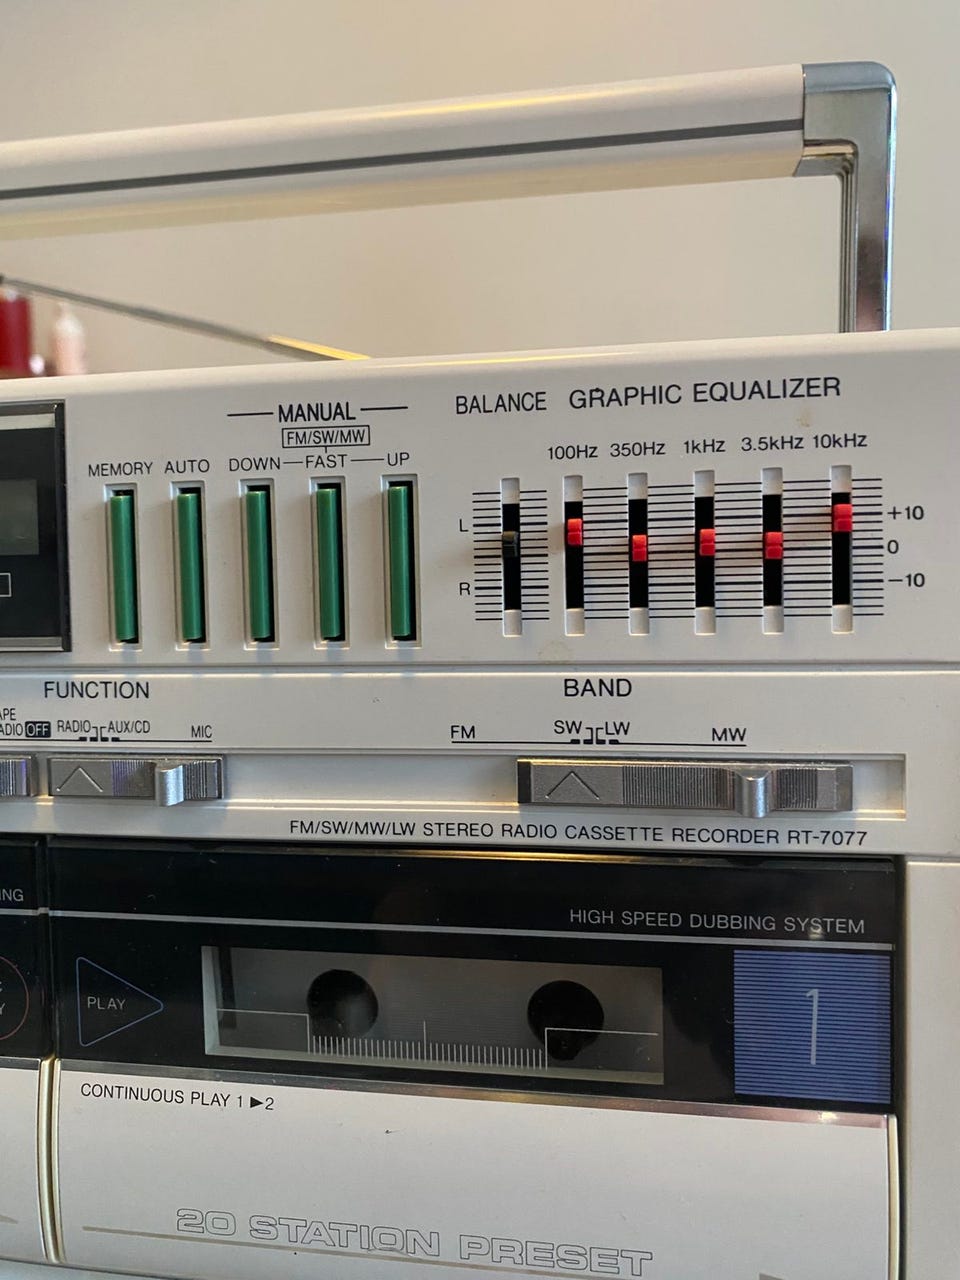 MANUAL
FM/SW/MW
MEMORY AUTO DOWN FAST UP
BALANCE GRAPHIC EQUALIZER
100Hz 350Hz 1kHz 3.5kHz 10kHz
L
R
+10
0
-10
FUNCTION
OFF RADIO AUX/CD MIC
BAND
FM SW LW MW
FM/SW/MW/LW STEREO RADIO CASSETTE RECORDER RT-7077
HIGH SPEED DUBBING SYSTEM
PLAY
1
CONTINUOUS PLAY 1 ▶2
20 STATION PRESET